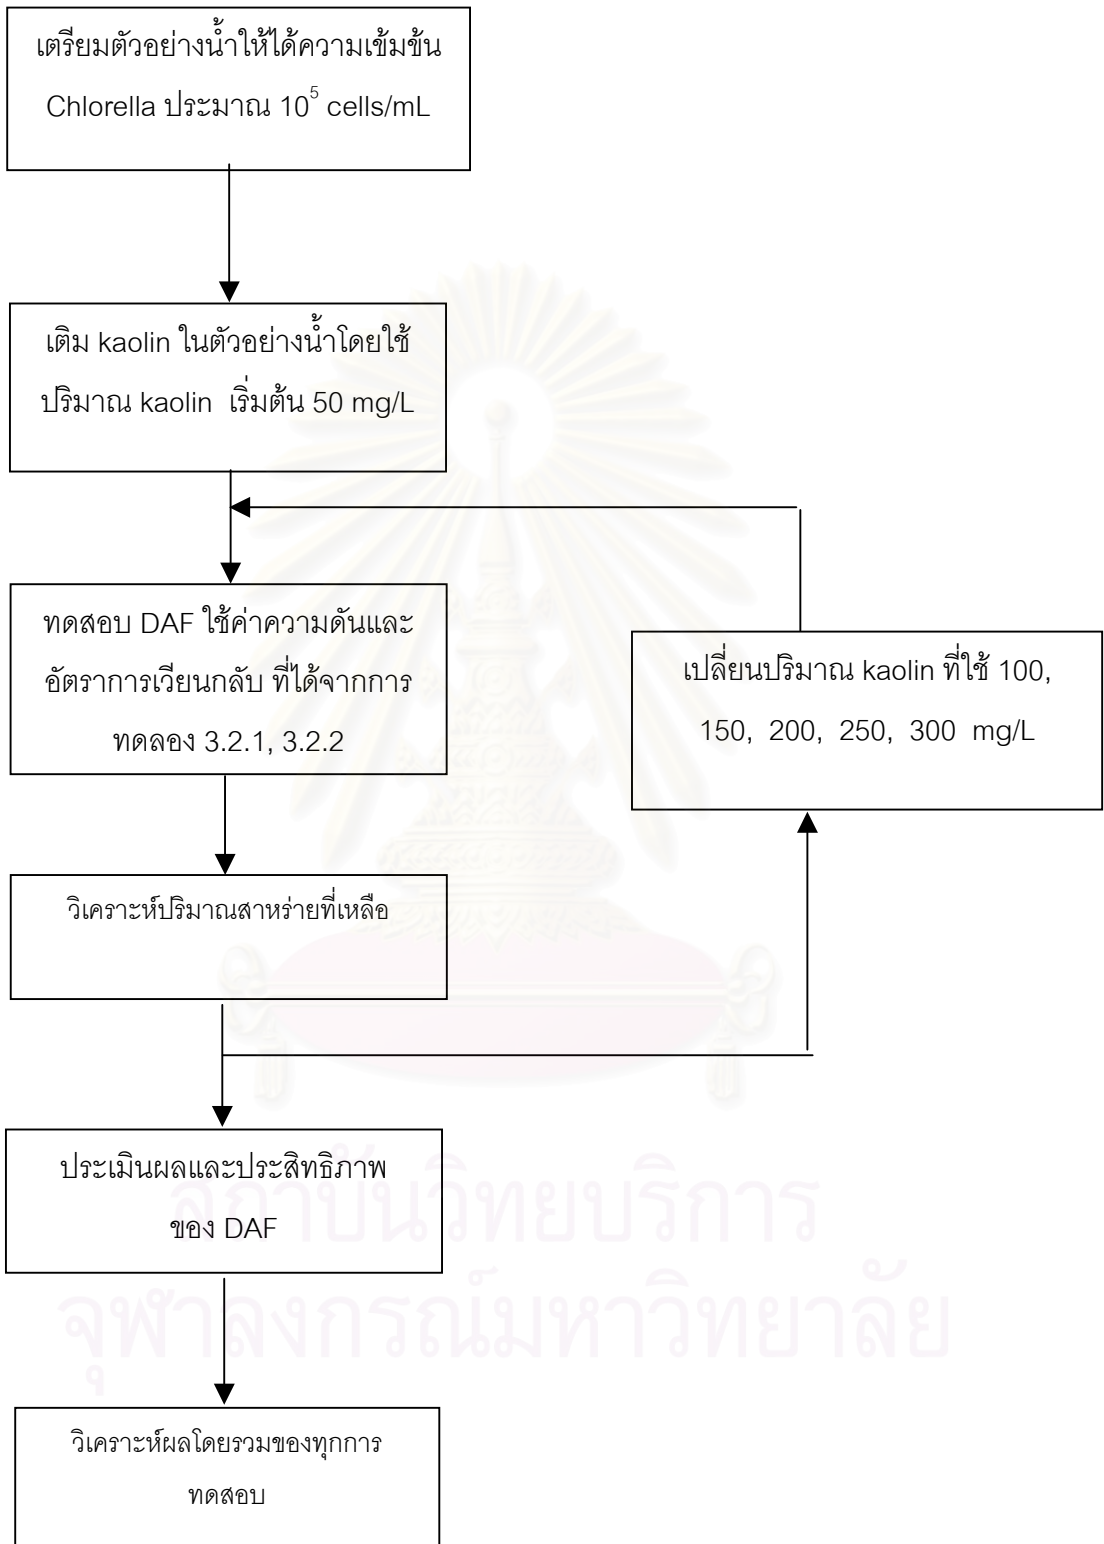 เตรียมตัวอย่างน้ำให้ได้ความเข้มข้น
Chlorella ประมาณ 10⁵ cells/mL
เติม kaolin ในตัวอย่างน้ำโดยใช้
ปริมาณ kaolin เริ่มต้น 50 mg/L
ทดสอบ DAF ใช้ค่าความดันและ
อัตราการเวียนกลับ ที่ได้จากการ
ทดลอง 3.2.1, 3.2.2
เปลี่ยนปริมาณ kaolin ที่ใช้ 100,
150, 200, 250, 300 mg/L
วิเคราะห์ปริมาณสาหร่ายที่เหลือ
ประเมินผลและประสิทธิภาพ
ของ DAF
สถาบันวิทยบริการ
จุฬาลงกรณ์มหาวิทยาลัย
วิเคราะห์ผลโดยรวมของทุกการ
ทดสอบ